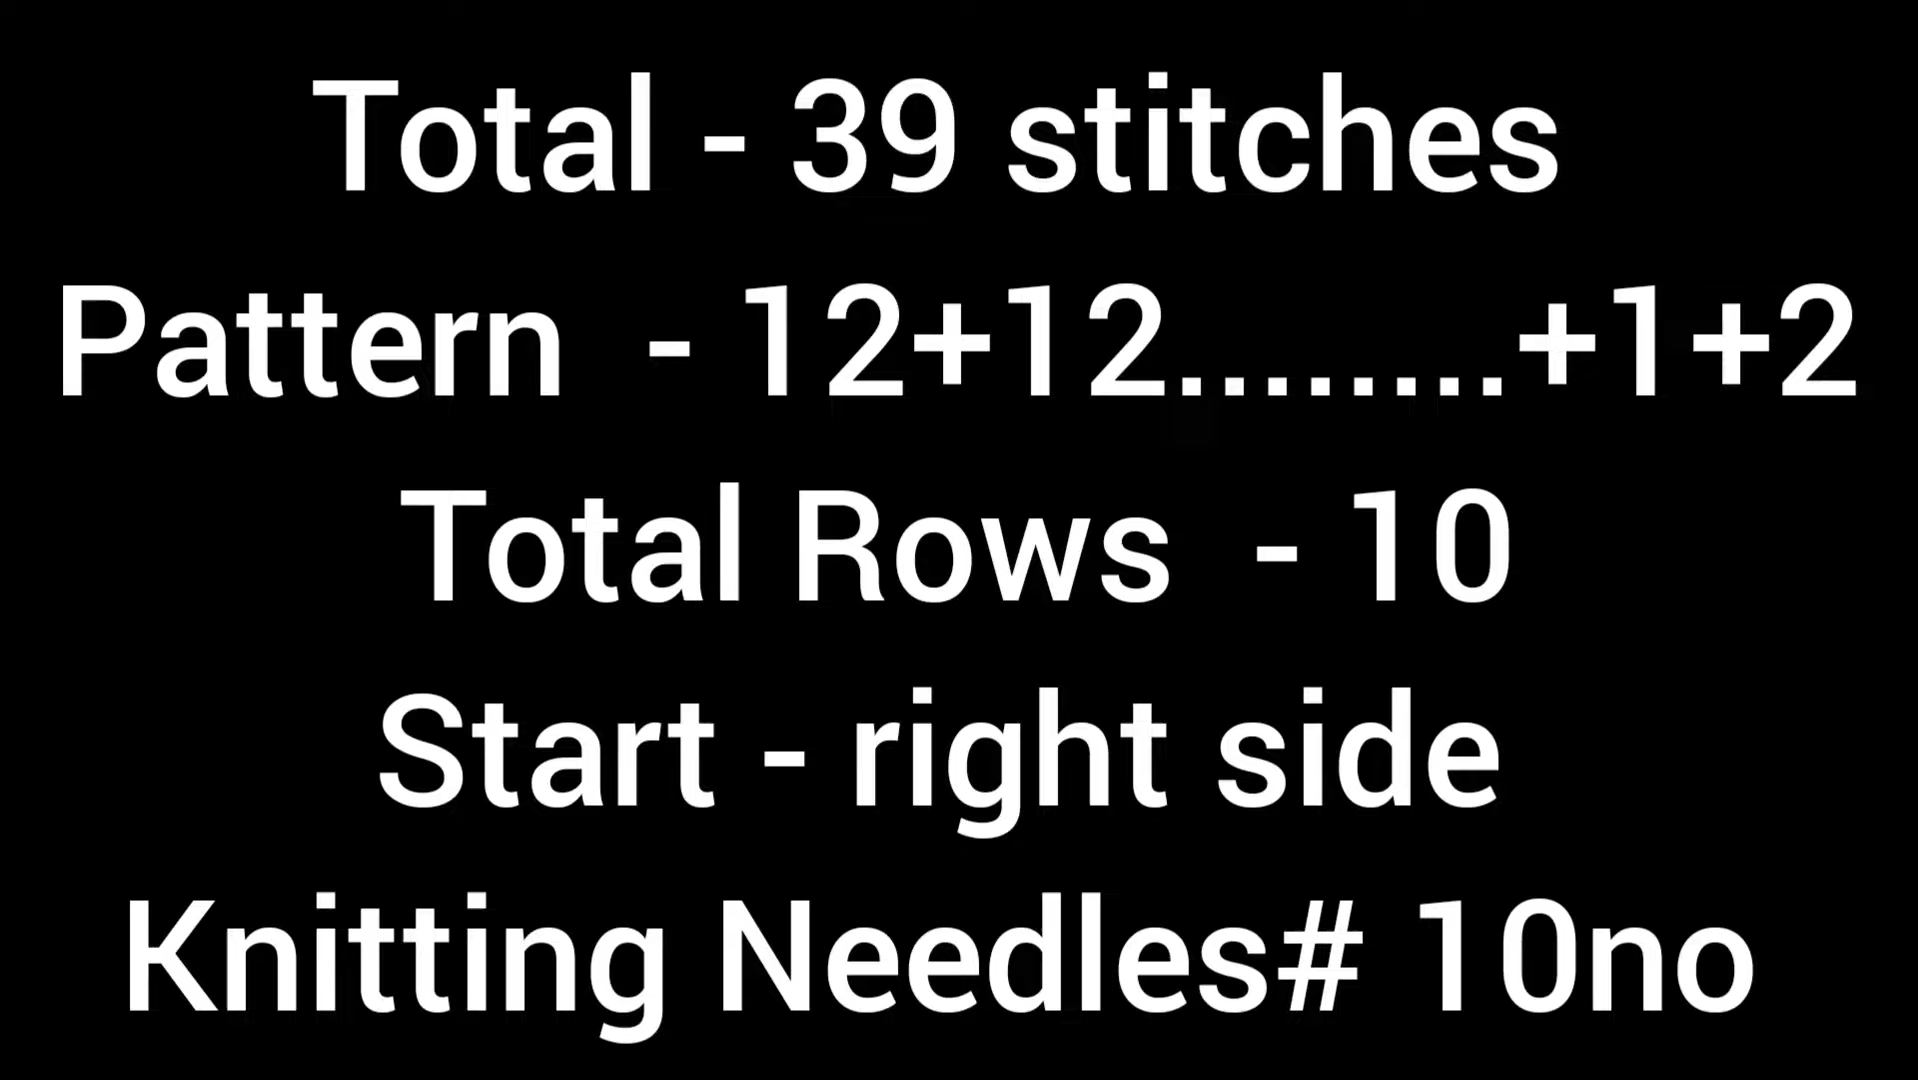 Total - 39 stitches
Pattern - 12+12........+1+2
Total Rows - 10
Start - right side
Knitting Needles# 10no